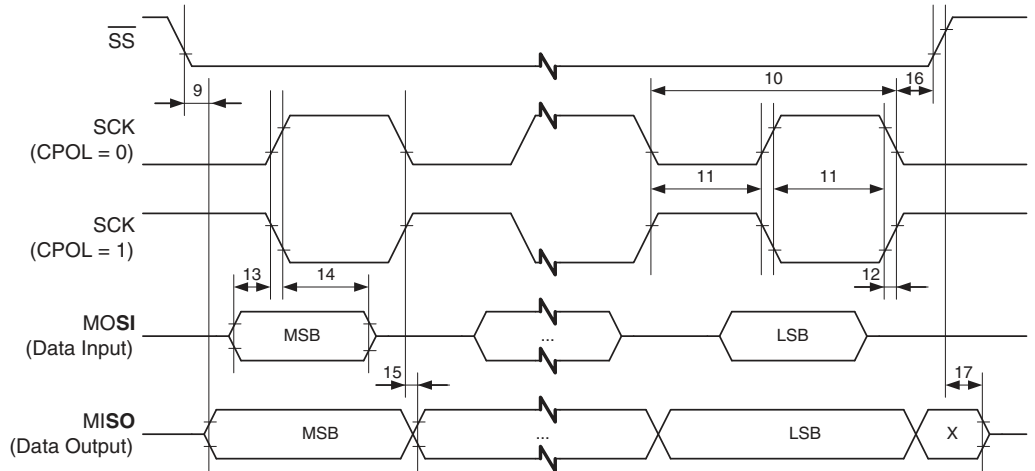 SS
9
10
16
SCK
(CPOL = 0)
11
11
SCK
(CPOL = 1)
13
14
12
MOSI
(Data Input)
MSB
...
LSB
15
17
MISO
(Data Output)
MSB
...
LSB
X